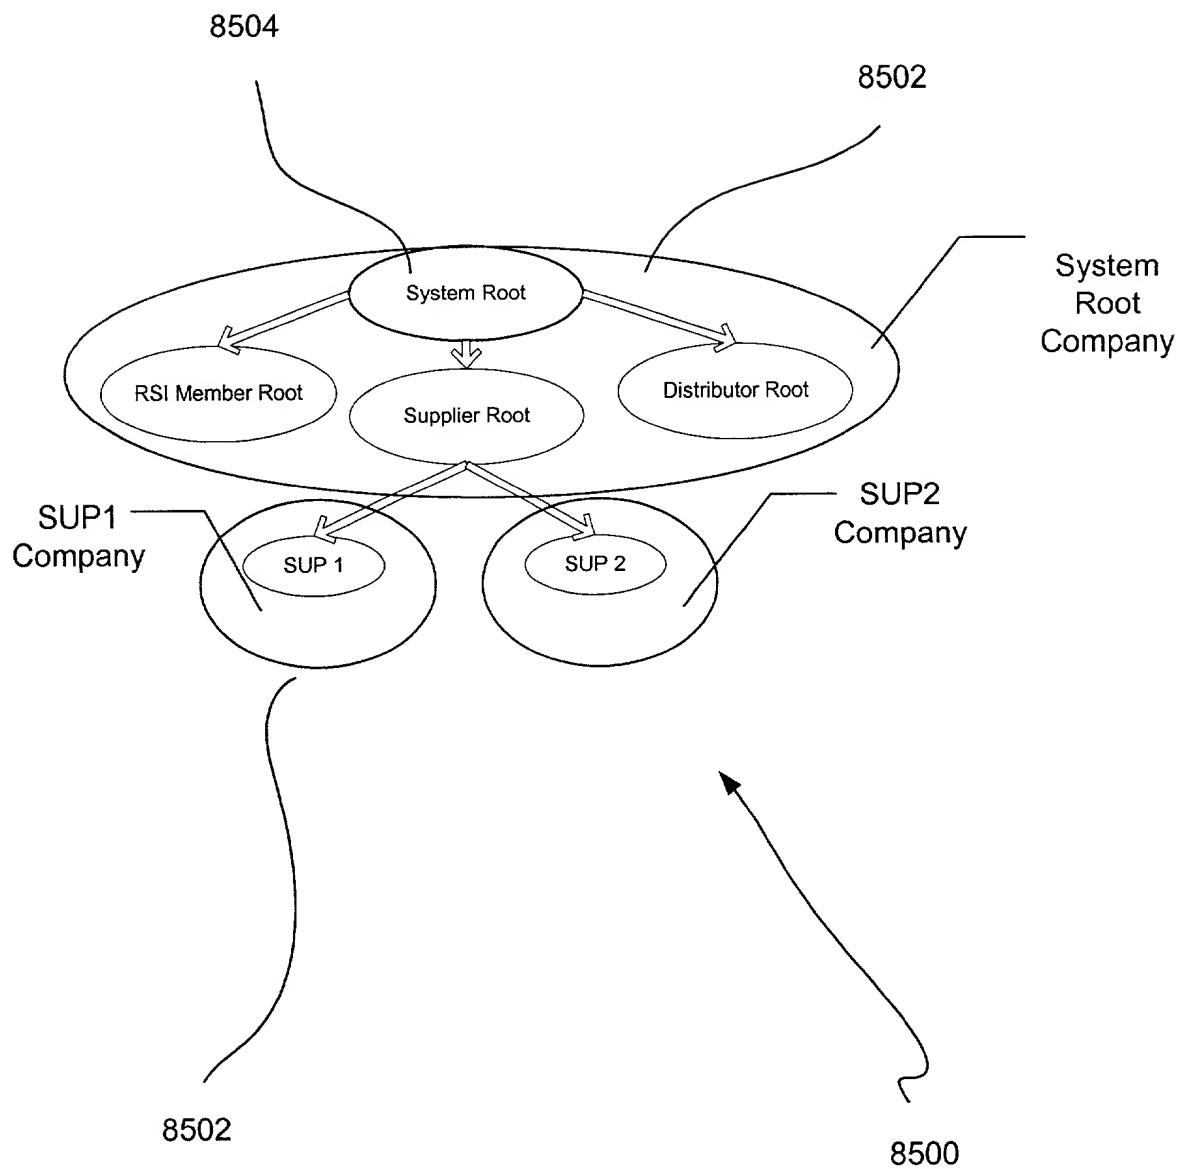 8504
8502
System
Root
Company
System Root
RSI Member Root
Supplier Root
Distributor Root
SUP1
Company
SUP2
Company
SUP 1
SUP 2
8502
8500